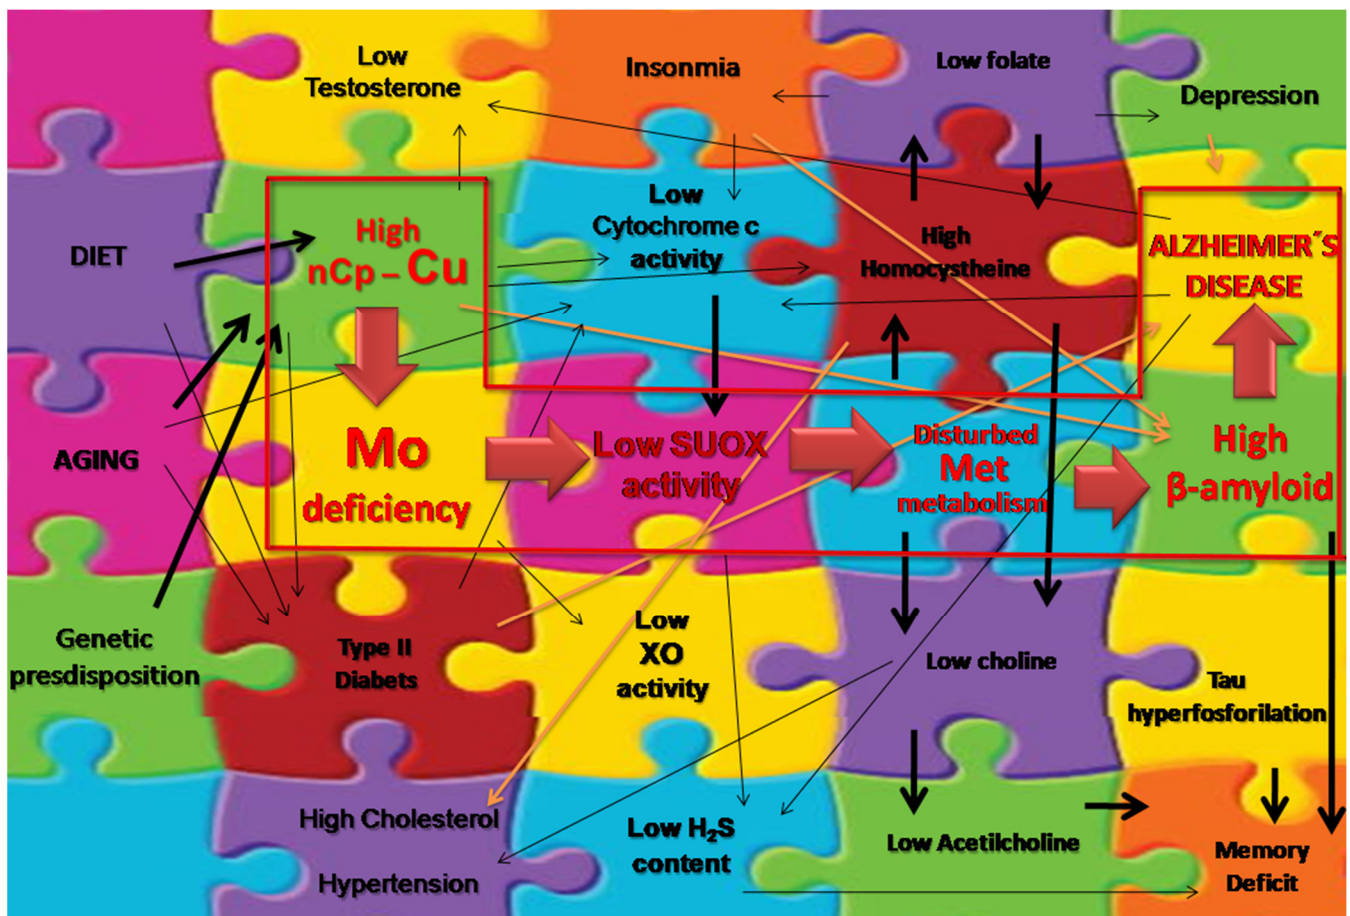 Low
Testosterone
Insonmia
Low folate
Depression
DIET
High
nCp – Cu
Low
Cytochrome c
activity
High
Homocystheine
ALZHEIMER´S
DISEASE
AGING
Mo
deficiency
Low SUOX
activity
Disturbed
Met
metabolism
High
β-amyloid
Genetic
presdisposition
Type II
Diabets
Low
XO
activity
Low choline
Tau
hyperfosforilation
High Cholesterol
Hypertension
Low H₂S
content
Low Acetilcholine
Memory
Deficit